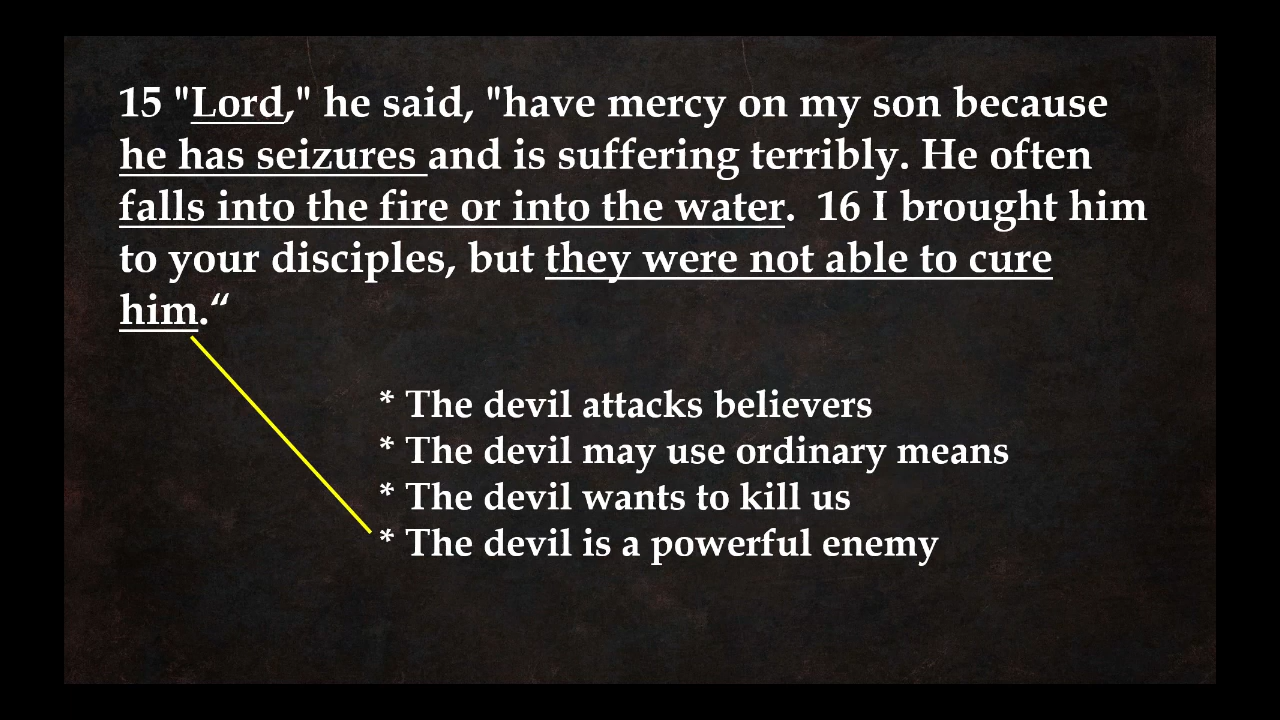 15 "Lord," he said, "have mercy on my son because
he has seizures and is suffering terribly. He often
falls into the fire or into the water.  16 I brought him
to your disciples, but they were not able to cure
him.“
* The devil attacks believers
* The devil may use ordinary means
* The devil wants to kill us
* The devil is a powerful enemy